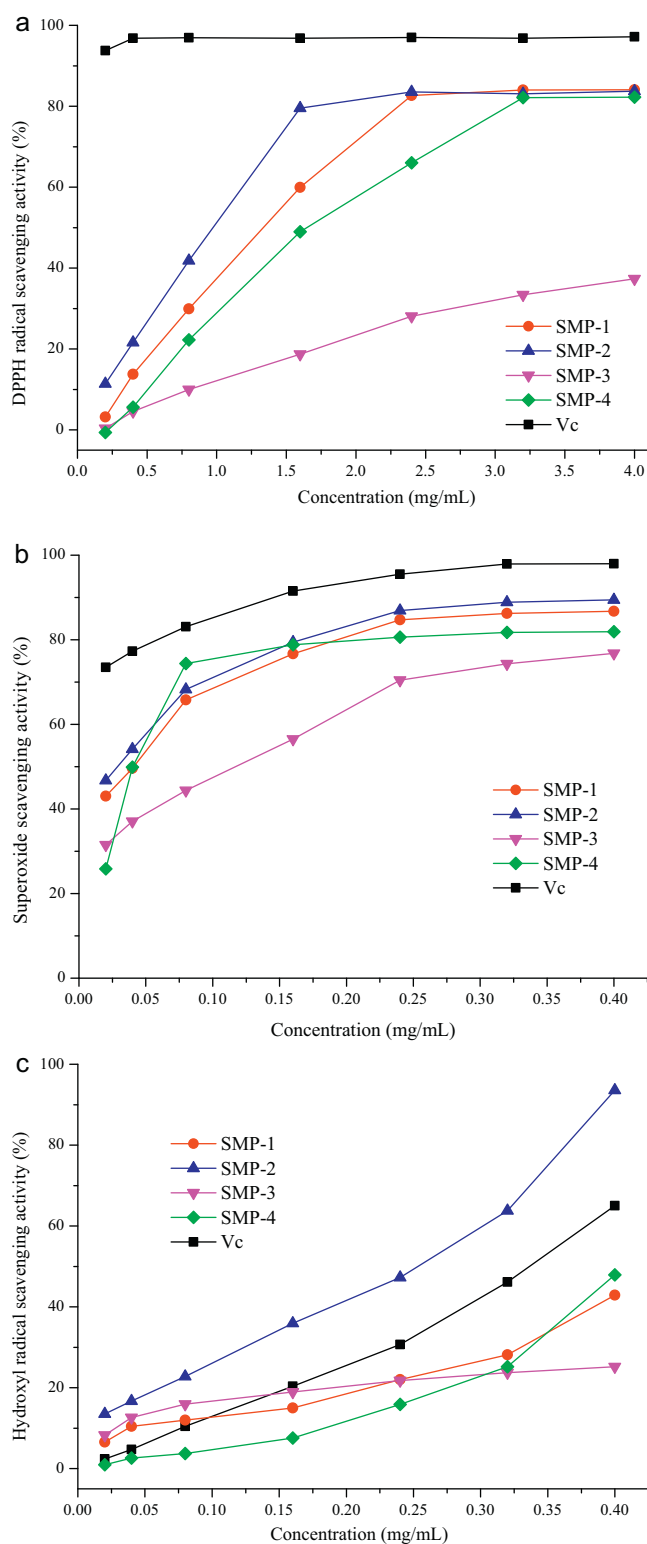 a
100
80
60
40
20
0
DPPH radical scavenging activity (%)
SMP-1
SMP-2
SMP-3
SMP-4
Vc
0.0 0.5 1.0 1.5 2.0 2.5 3.0 3.5 4.0
Concentration (mg/mL)
b
100
80
60
40
20
0
Superoxide scavenging activity (%)
SMP-1
SMP-2
SMP-3
SMP-4
Vc
0.00 0.05 0.10 0.15 0.20 0.25 0.30 0.35 0.40
Concentration (mg/mL)
c
100
80
60
40
20
0
Hydroxyl radical scavenging activity (%)
SMP-1
SMP-2
SMP-3
SMP-4
Vc
0.00 0.05 0.10 0.15 0.20 0.25 0.30 0.35 0.40
Concentration (mg/mL)